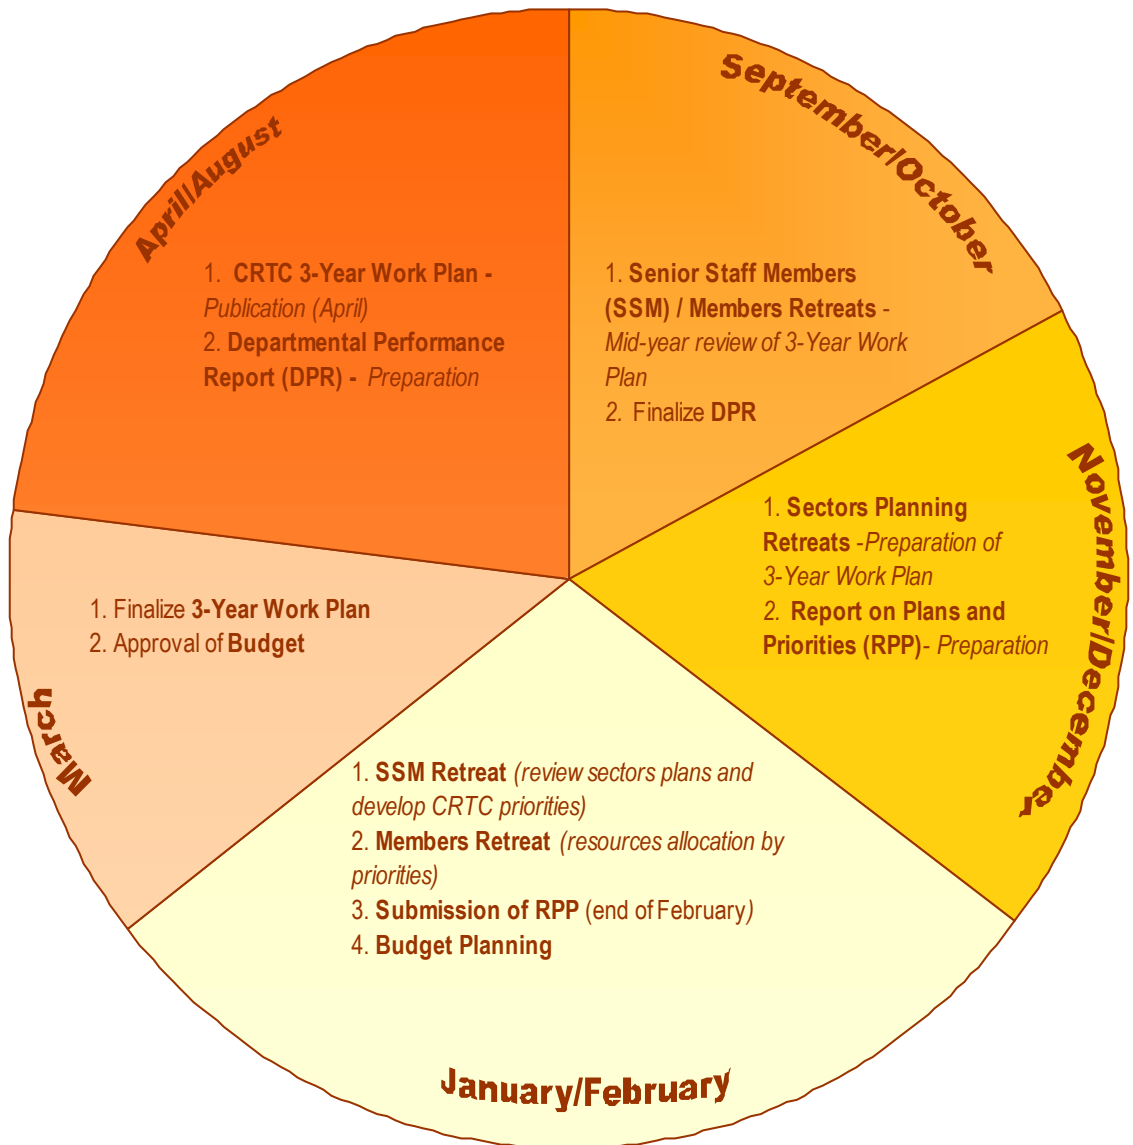 April/August
1. CRTC 3-Year Work Plan -
Publication (April)
2. Departmental Performance
Report (DPR) - Preparation
September/October
1. Senior Staff Members
(SSM) / Members Retreats -
Mid-year review of 3-Year Work
Plan
2. Finalize DPR
November/December
1. Sectors Planning
Retreats -Preparation of
3-Year Work Plan
2. Report on Plans and
Priorities (RPP)- Preparation
January/February
1. SSM Retreat (review sectors plans and
develop CRTC priorities)
2. Members Retreat (resources allocation by
priorities)
3. Submission of RPP (end of February)
4. Budget Planning
March
1. Finalize 3-Year Work Plan
2. Approval of Budget